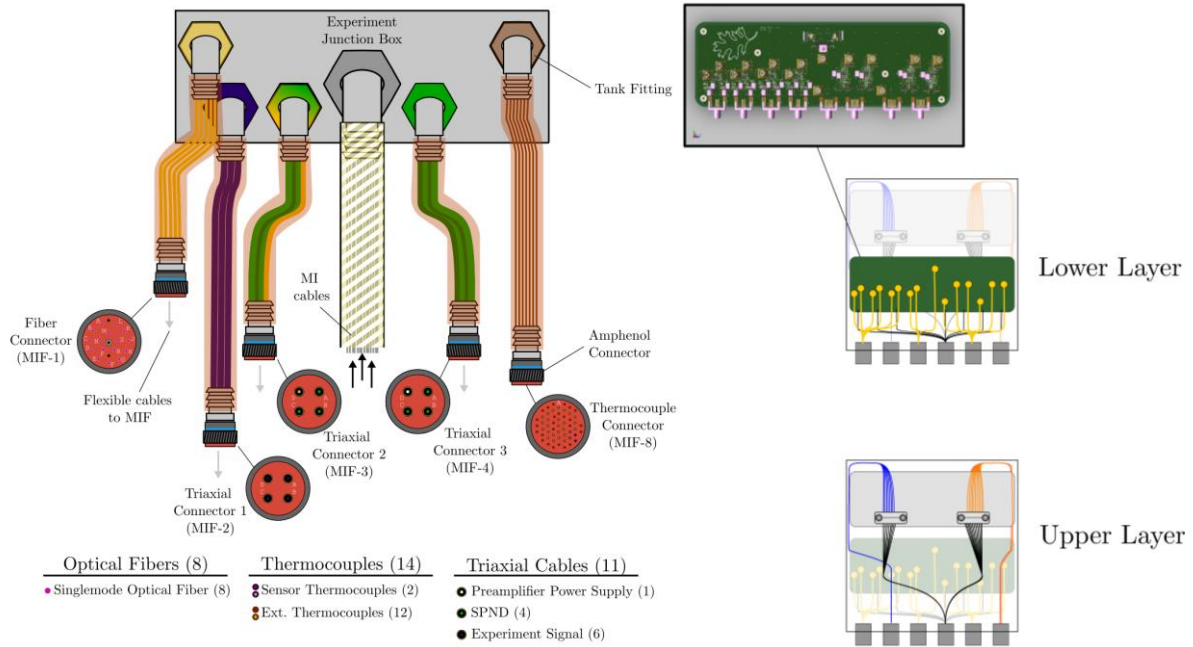 Experiment
Junction Box
Tank Fitting
MI
cables
Fiber
Connector
(MIF-1)
Flexible cables
to MIF
Triaxial
Connector 1
(MIF-2)
Triaxial
Connector 2
(MIF-3)
Triaxial
Connector 3
(MIF-4)
Amphenol
Connector
Thermocouple
Connector
(MIF-8)
Lower Layer
Upper Layer
Optical Fibers (8)
Singlemode Optical Fiber (8)
Thermocouples (14)
Sensor Thermocouples (2)
Ext. Thermocouples (12)
Triaxial Cables (11)
Preamplifier Power Supply (1)
SPND (4)
Experiment Signal (6)